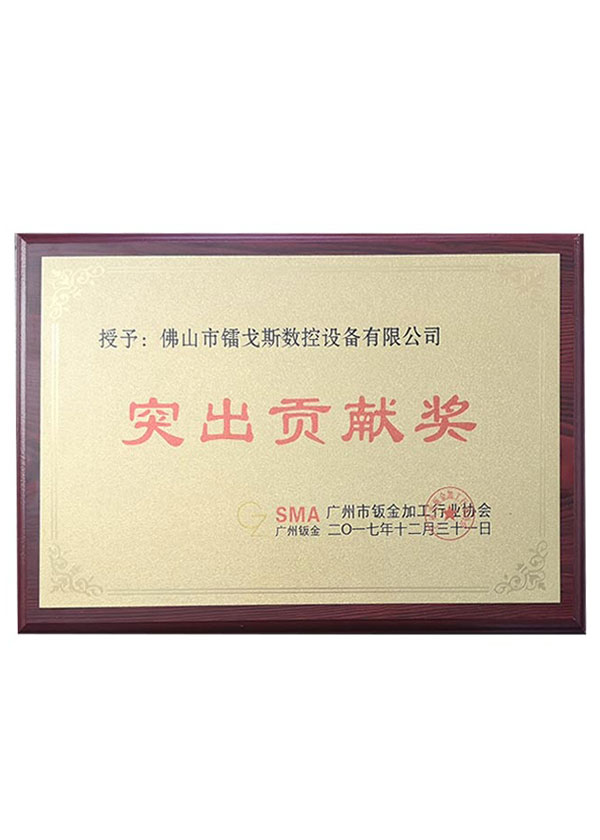 授予：佛山市镭戈斯数控设备有限公司
突出贡献奖
SMA 广州市钣金加工行业协会
广州钣金 二〇一七年十二月三十一日